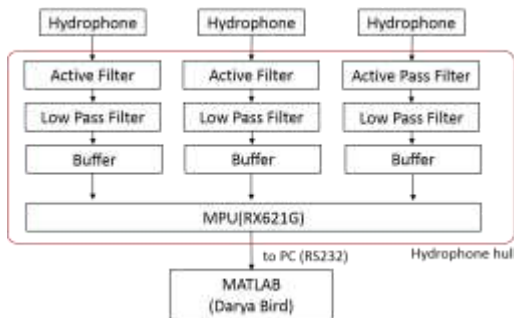 Hydrophone Hydrophone Hydrophone
Active Filter Active Filter Active Pass Filter
Low Pass Filter Low Pass Filter Low Pass Filter
Buffer Buffer Buffer
MPU(RX621G)
to PC (RS232) Hydrophone hull
MATLAB
(Darya Bird)